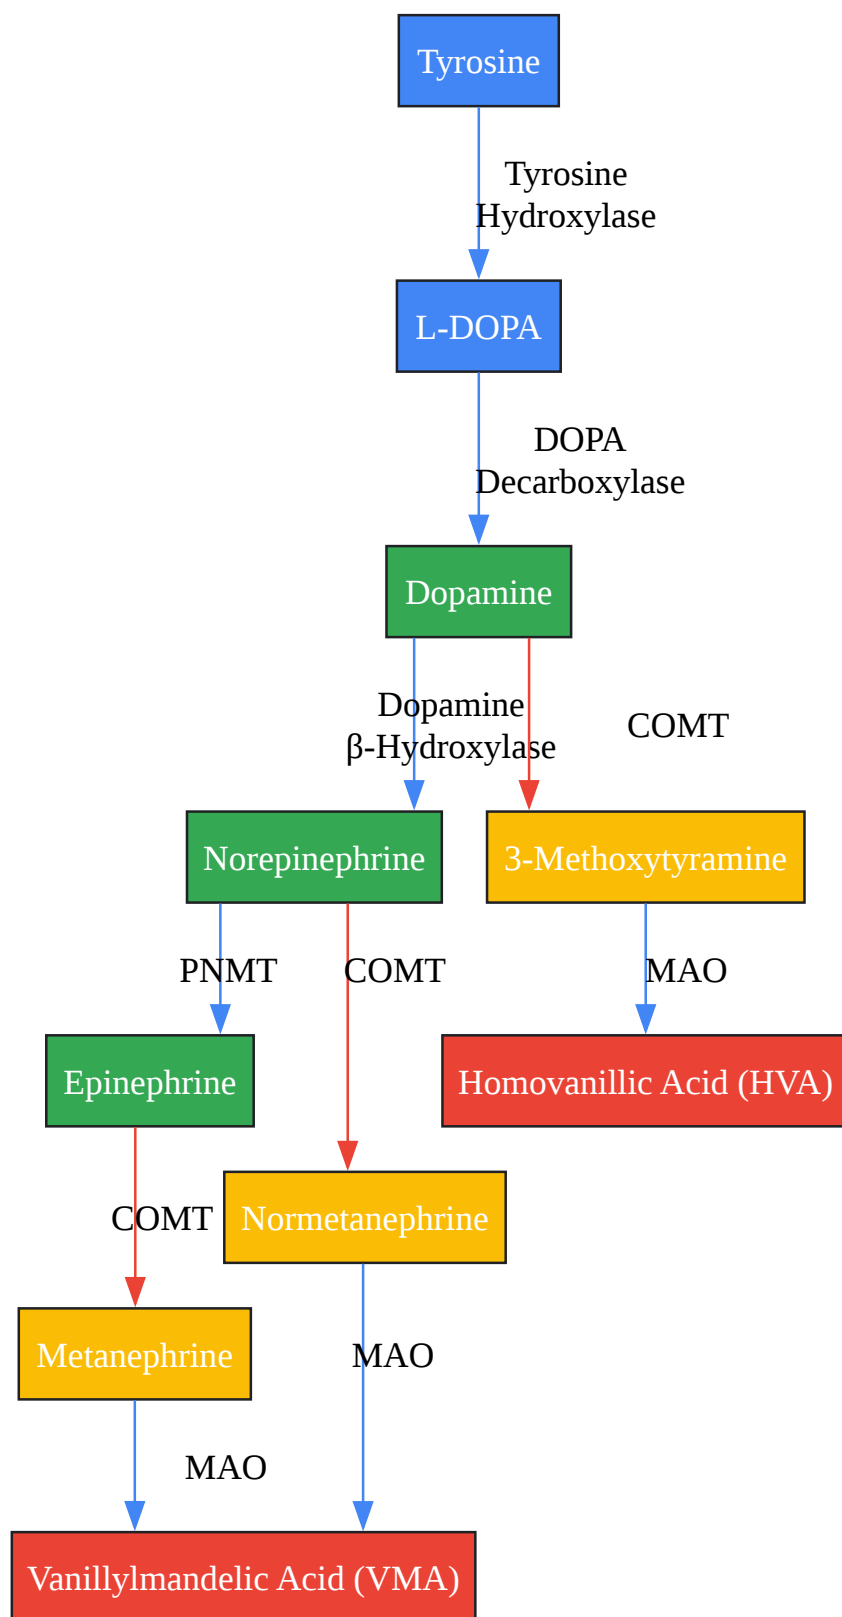 Tyrosine
Tyrosine
Hydroxylase
L-DOPA
DOPA
Decarboxylase
Dopamine
Dopamine
β-Hydroxylase
COMT
Norepinephrine
3-Methoxytyramine
PNMT
COMT
MAO
Epinephrine
Homovanillic Acid (HVA)
COMT
Normetanephrine
Metanephrine
MAO
MAO
Vanillylmandelic Acid (VMA)